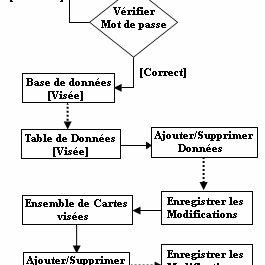 Vérifier
Mot de passe
[Correct]
Base de données
[Visée]
Table de Données
[Visée]
Ajouter/Supprimer
Données
Ensemble de Cartes
visées
Enregistrer les
Modifications
Ajouter/Supprimer
Enregistrer les